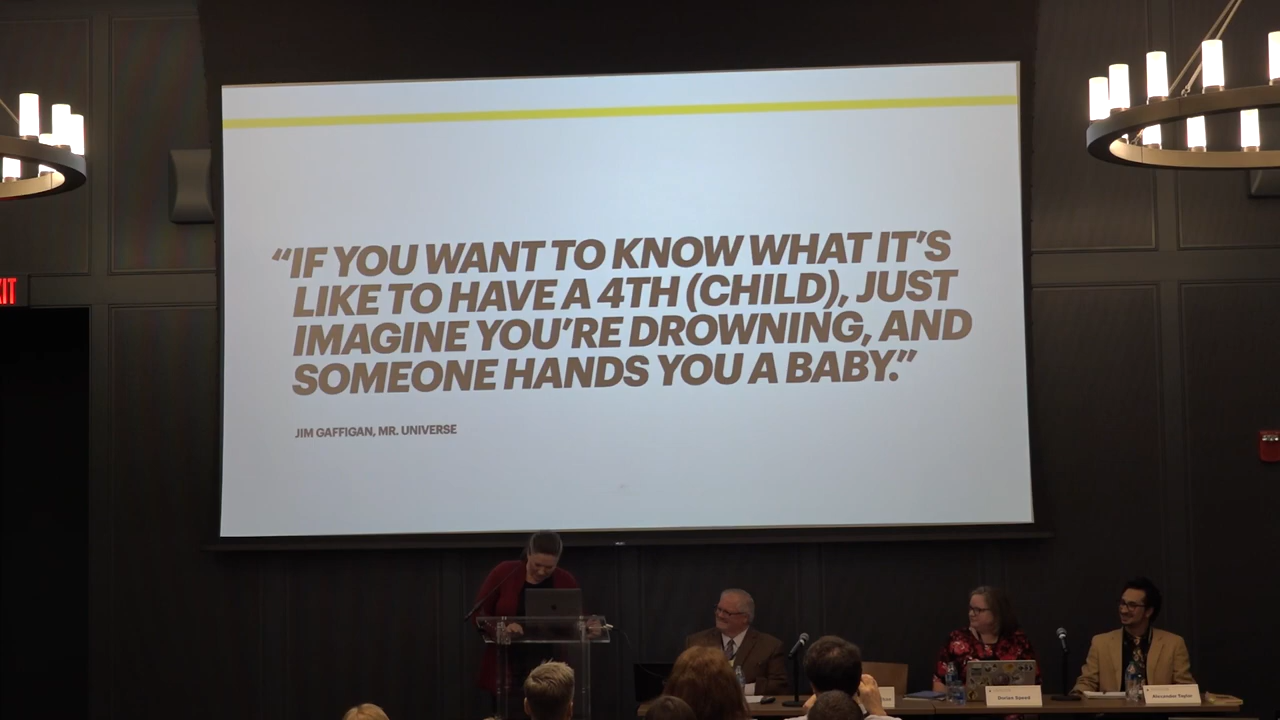 “IF YOU WANT TO KNOW WHAT IT’S
LIKE TO HAVE A 4TH (CHILD), JUST
IMAGINE YOU’RE DROWNING, AND
SOMEONE HANDS YOU A BABY.”
JIM GAFFIGAN, MR. UNIVERSE
Dorian Speed
Alexander Taylor